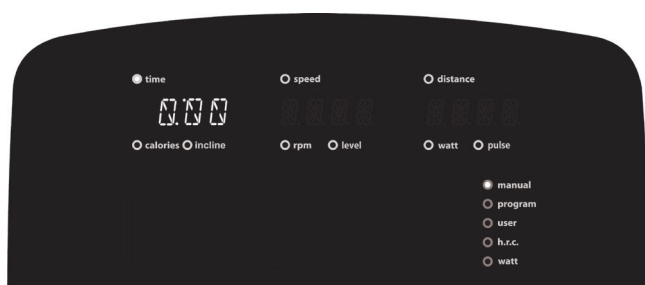 time speed distance
0:00
calories incline rpm level watt pulse
manual
program
user
h.r.c.
watt